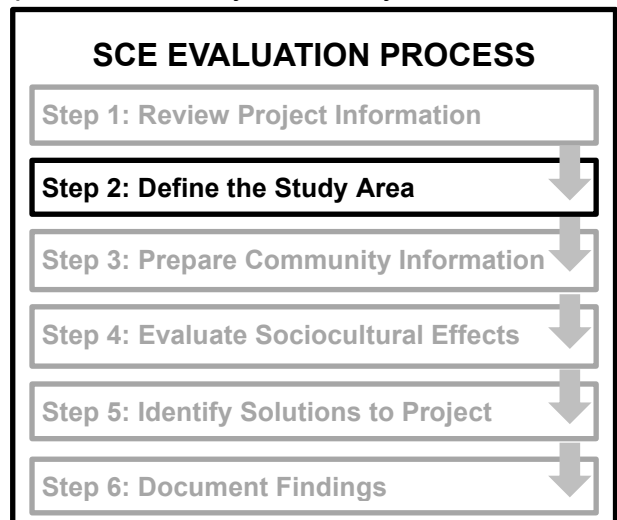 SCE EVALUATION PROCESS
Step 1: Review Project Information
Step 2: Define the Study Area
Step 3: Prepare Community Information
Step 4: Evaluate Sociocultural Effects
Step 5: Identify Solutions to Project
Step 6: Document Findings